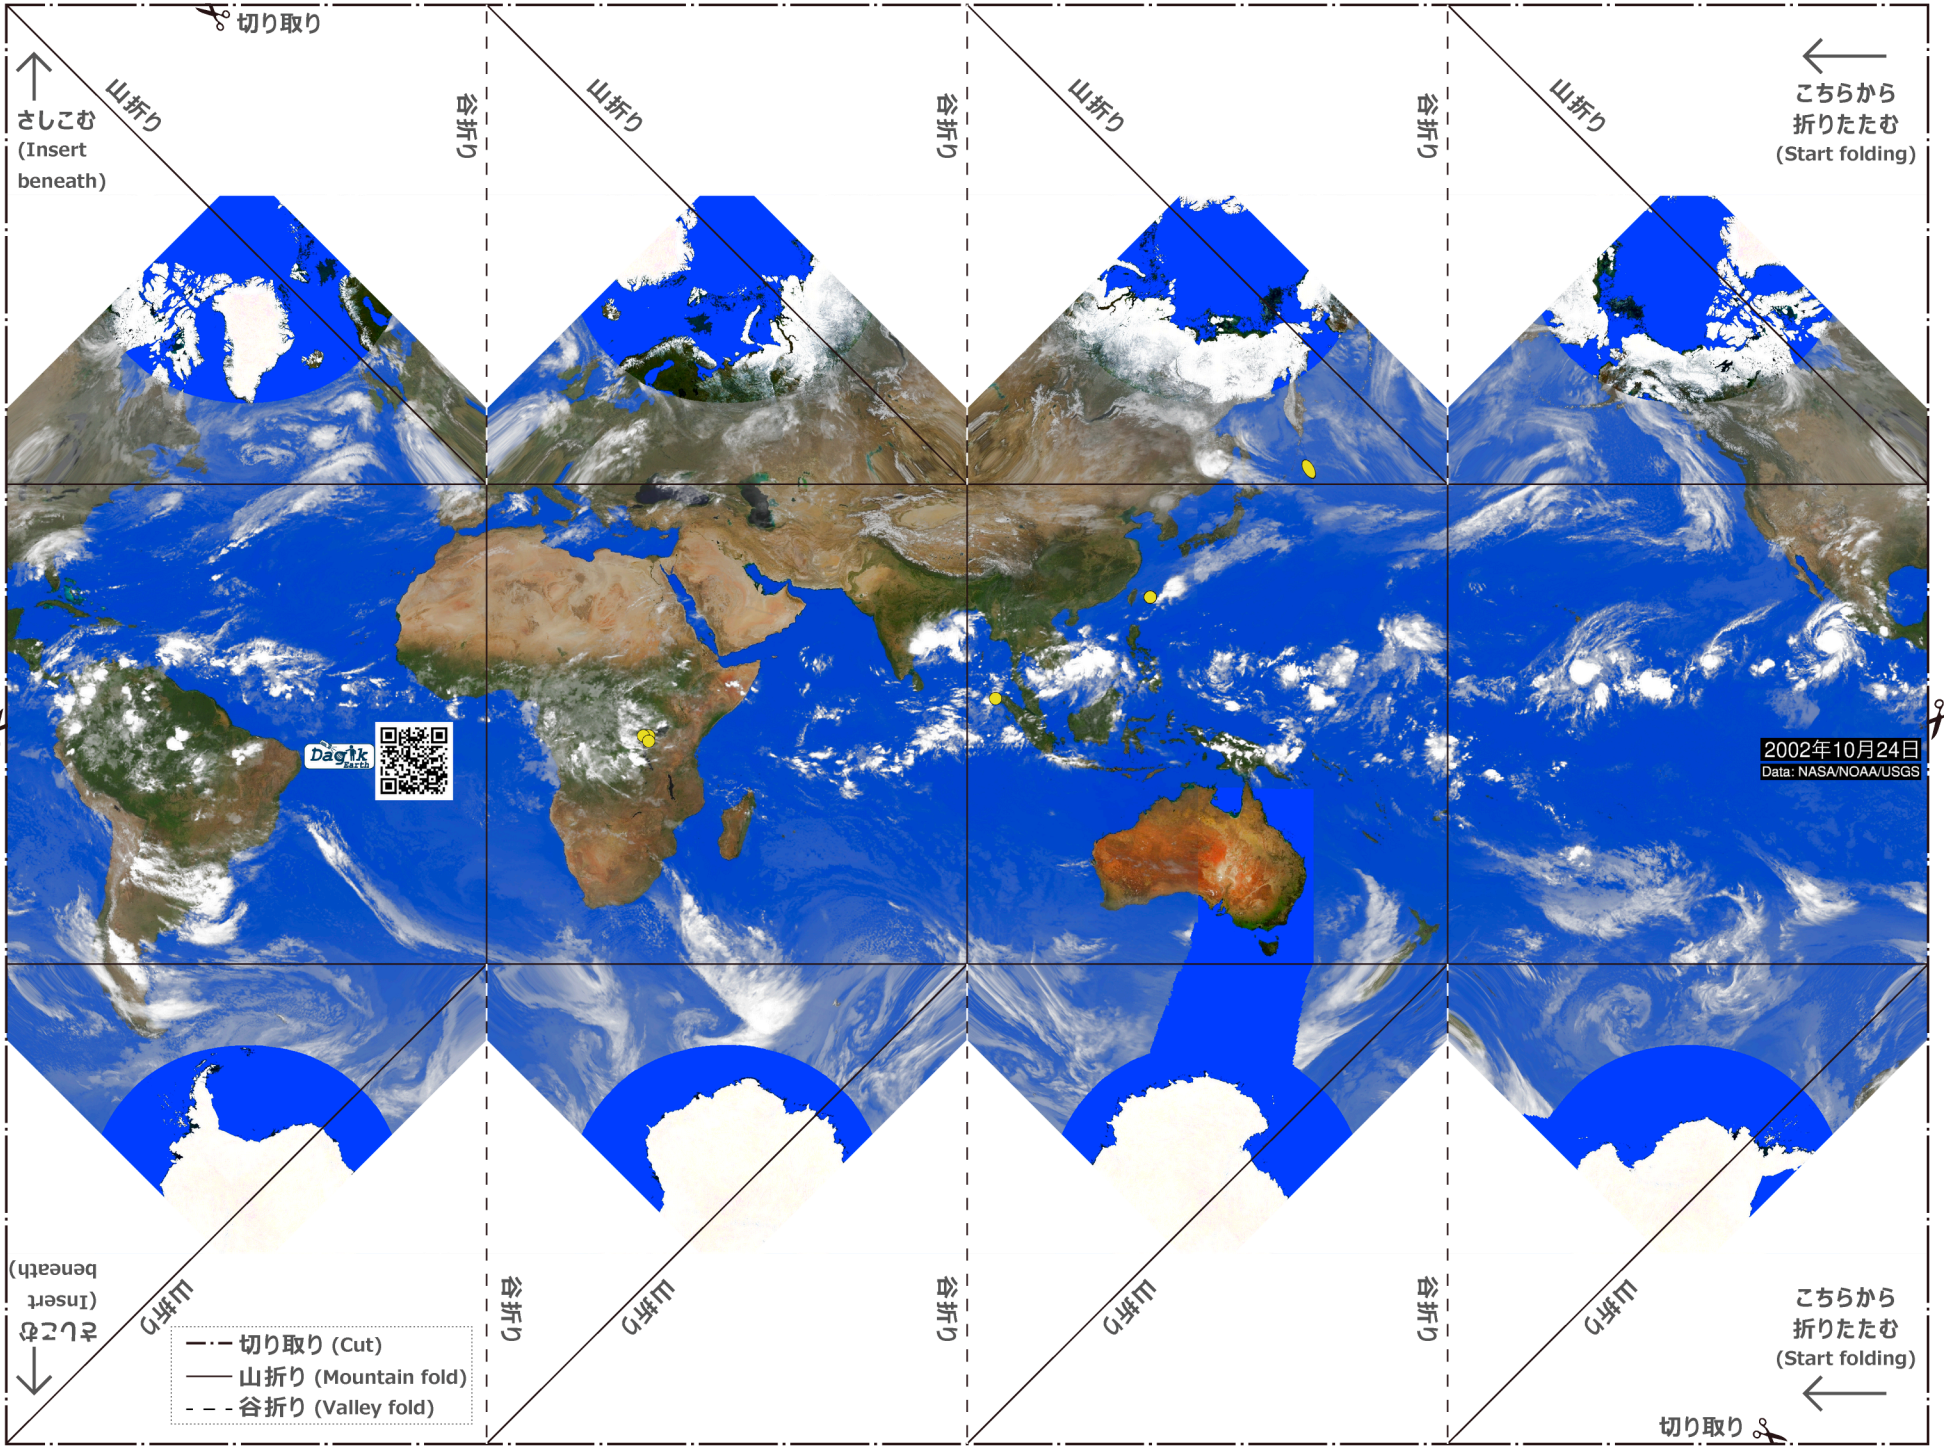 切り取り
さしこむ
(Insert
beneath)
山折り
谷折り
山折り
谷折り
山折り
谷折り
山折り
こちらから
折りたたむ
(Start folding)
Dagik
Earth
2002年10月24日
Data: NASA/NOAA/USGS
さしこむ
(Insert
beneath)
山折り
谷折り
山折り
谷折り
山折り
谷折り
山折り
こちらから
折りたたむ
(Start folding)
切り取り (Cut)
山折り (Mountain fold)
谷折り (Valley fold)
切り取り